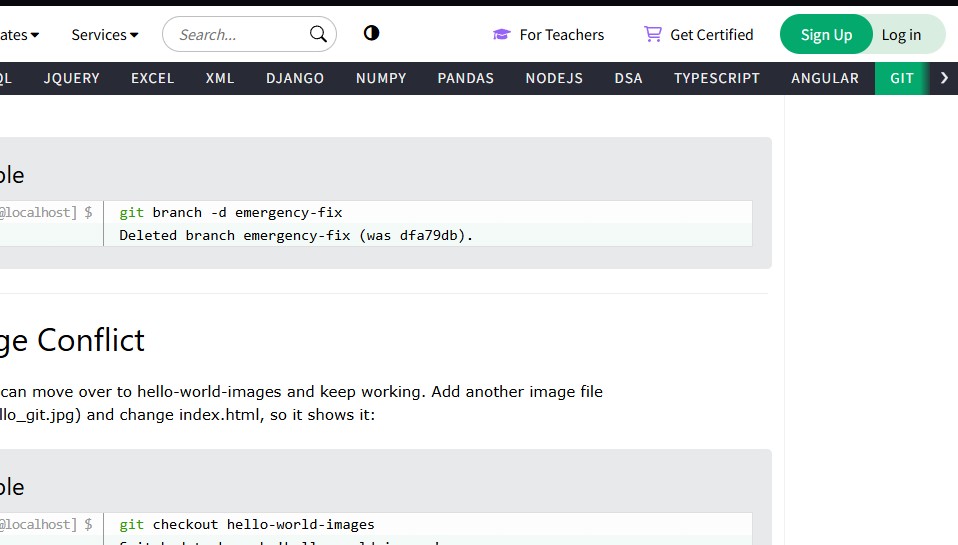 ates Services Search... For Teachers Get Certified Sign Up Log in
QL JQUERY EXCEL XML DJANGO NUMPY PANDAS NODEJS DSA TYPESCRIPT ANGULAR GIT
ple
@localhost] $ git branch -d emergency-fix
Deleted branch emergency-fix (was dfa79db).
ge Conflict
can move over to hello-world-images and keep working. Add another image file
llo_git.jpg) and change index.html, so it shows it:
ple
@localhost] $ git checkout hello-world-images